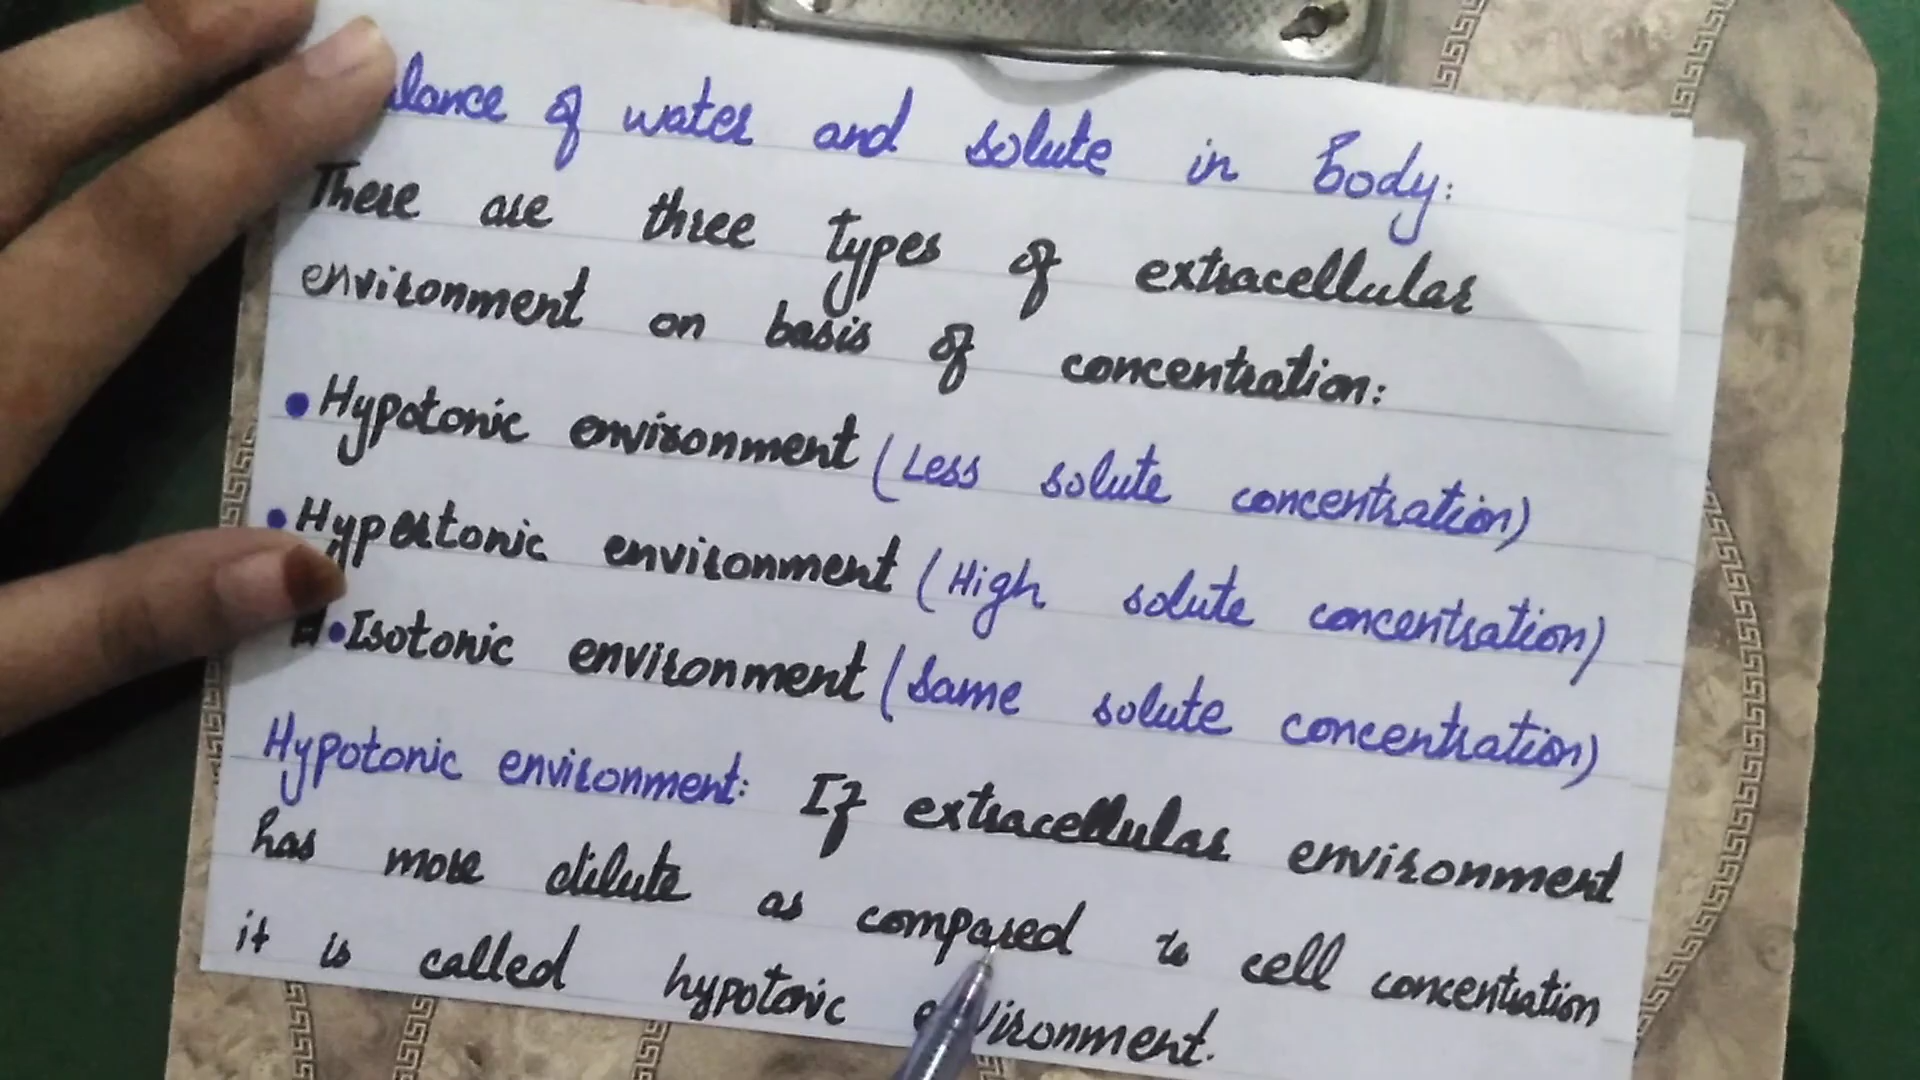 alance of water and solute in Body:
There are three types of extracellular
environment on basis of concentration:
• Hypotonic environment (Less solute concentration)
• Hypertonic environment (High solute concentration)
• Isotonic environment (Same solute concentration)
Hypotonic environment: If extracellular environment
has more dilute as compared to cell concentration
it is called hypotonic environment.